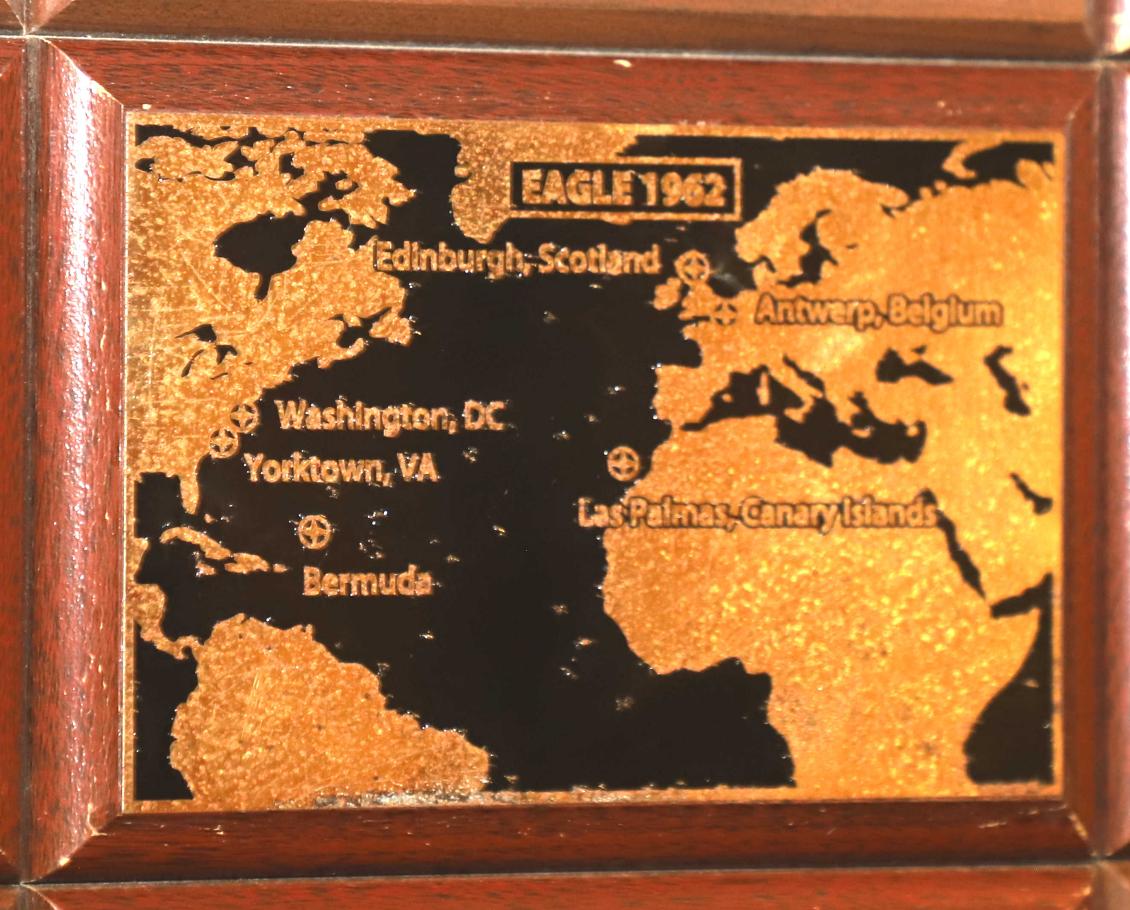 EAGLE 1962
Edinburgh, Scotland
Antwerp, Belgium
Washington, DC
Yorktown, VA
Las Palmas, Canary Islands
Bermuda